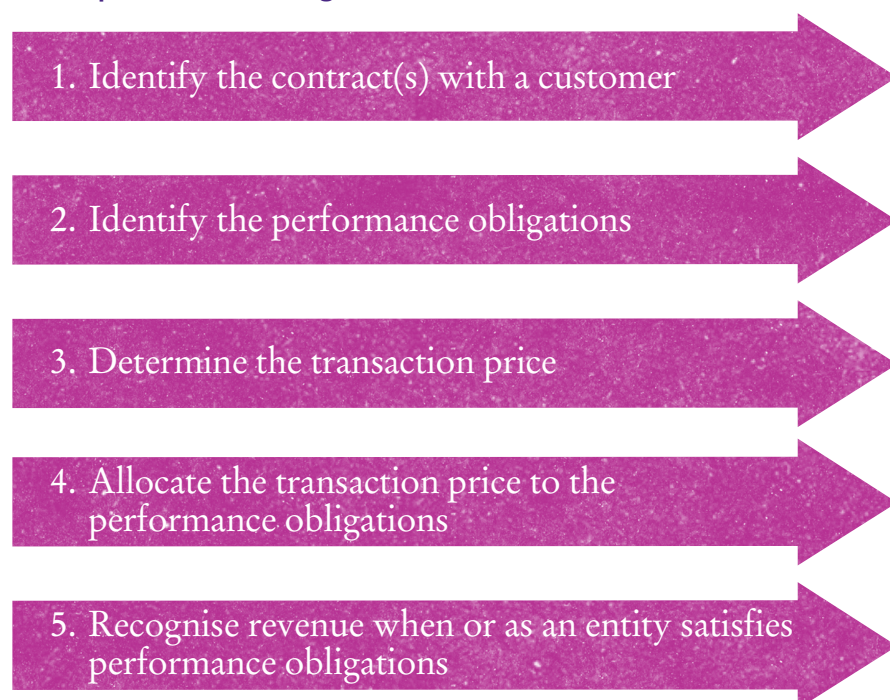 1. Identify the contract(s) with a customer
2. Identify the performance obligations
3. Determine the transaction price
4. Allocate the transaction price to the
performance obligations
5. Recognise revenue when or as an entity satisfies
performance obligations